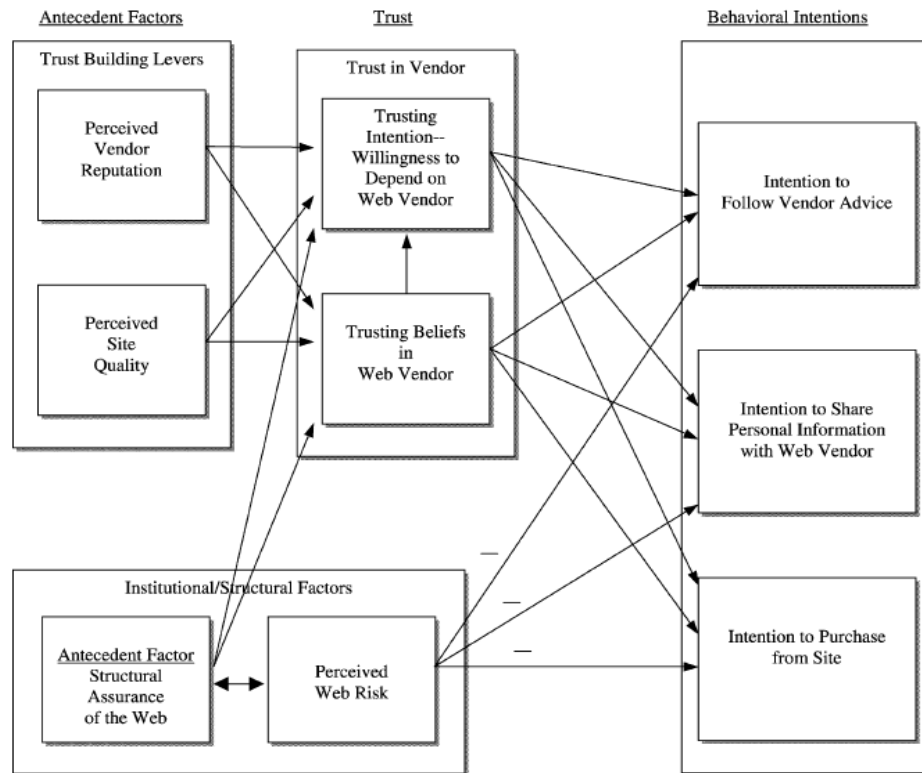 Antecedent Factors
Trust
Behavioral Intentions
Trust Building Levers
Perceived
Vendor
Reputation
Perceived
Site
Quality
Trust in Vendor
Trusting
Intention--
Willingness to
Depend on
Web Vendor
Trusting Beliefs
in
Web Vendor
Intention to
Follow Vendor Advice
Intention to Share
Personal Information
with Web Vendor
Intention to Purchase
from Site
Institutional/Structural Factors
Antecedent Factor
Structural
Assurance
of the Web
Perceived
Web Risk
—
—
—